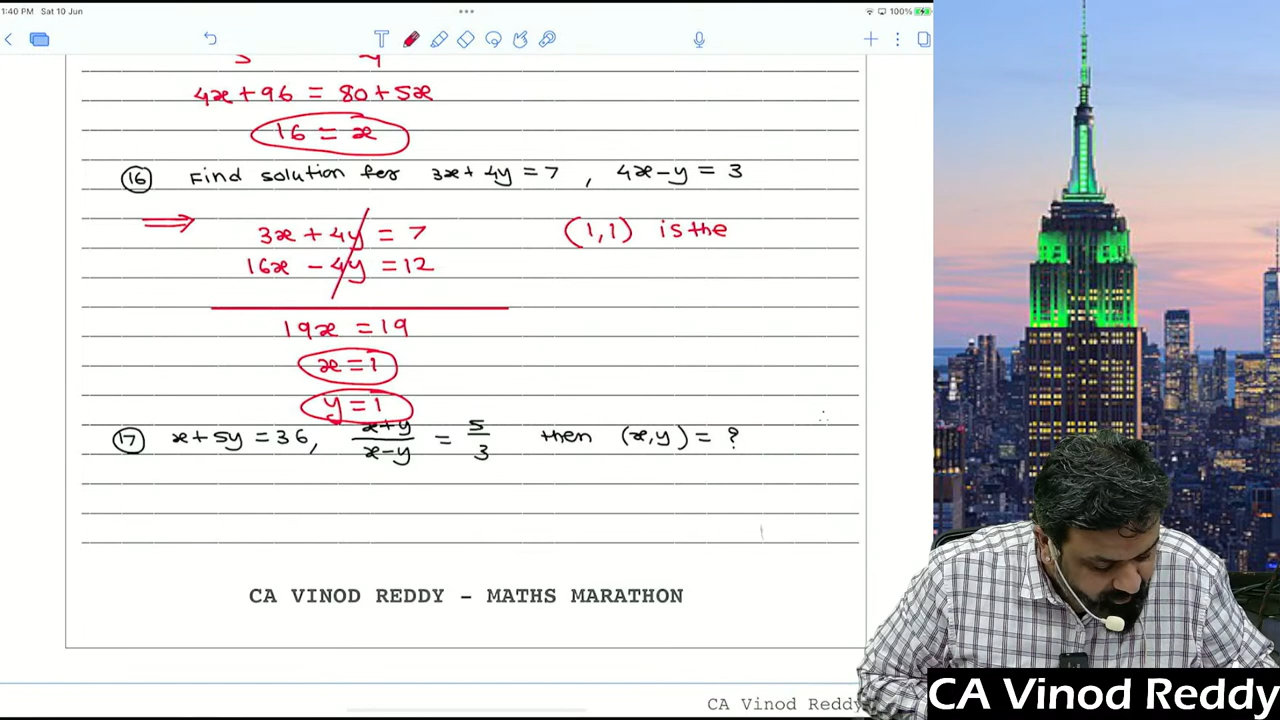 1:40 PM Sat 10 Jun
100%
4x+96 = 80+5x
16 = x
16 Find solution for 3x+4y=7, 4x-y=3
⇒ 3x+4y = 7 (1,1) is the
16x - 4y = 12
19x = 19
x=1
y=1
17 x+5y=36, x+y/x-y = 5/3 then (x,y) = ?
CA VINOD REDDY - MATHS MARATHON
CA Vinod Reddy
CA Vinod Reddy